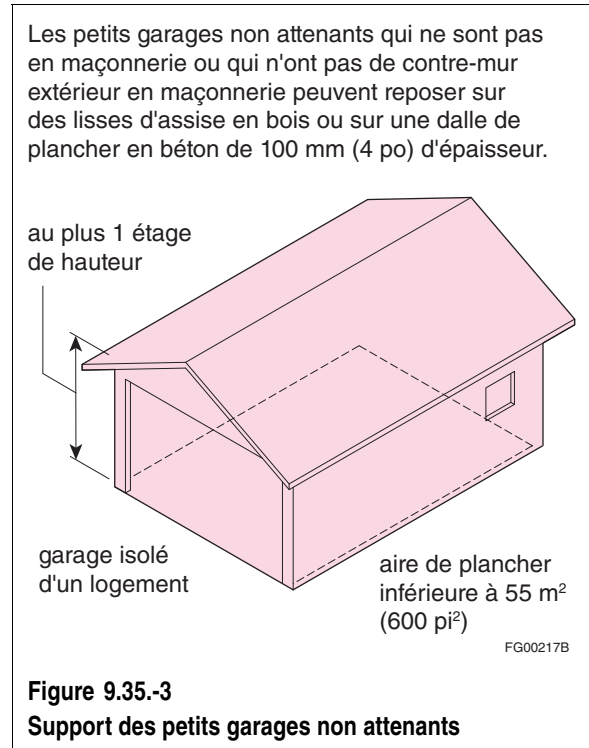 Les petits garages non attenants qui ne sont pas
en maçonnerie ou qui n'ont pas de contre-mur
extérieur en maçonnerie peuvent reposer sur
des lisses d'assise en bois ou sur une dalle de
plancher en béton de 100 mm (4 po) d'épaisseur.
au plus 1 étage
de hauteur
garage isolé
d'un logement
aire de plancher
inférieure à 55 m²
(600 pi²)
FG00217B
Figure 9.35.-3
Support des petits garages non attenants